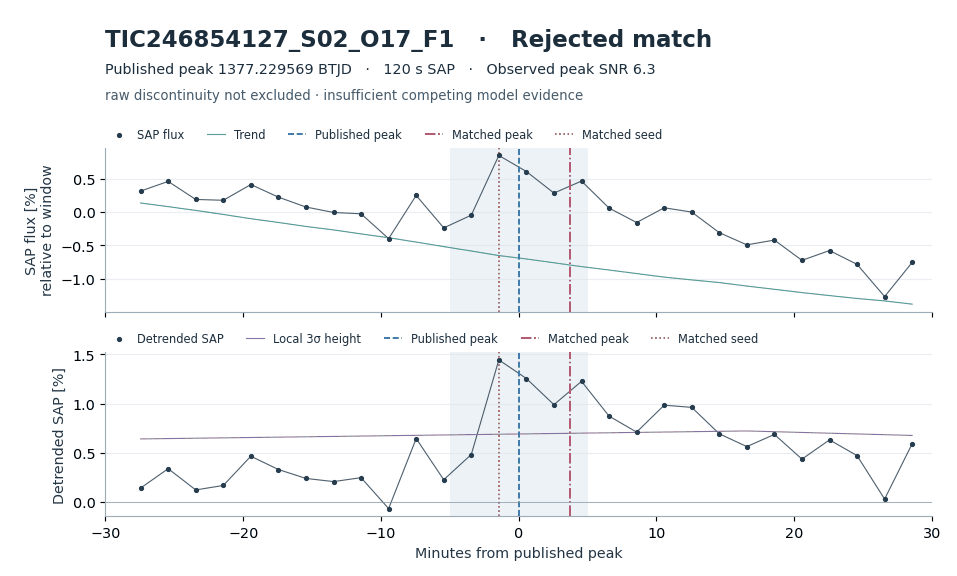 TIC246854127_S02_O17_F1 · Rejected match
Published peak 1377.229569 BTJD · 120 s SAP · Observed peak SNR 6.3
raw discontinuity not excluded · insufficient competing model evidence
SAP flux Trend Published peak Matched peak Matched seed
SAP flux [%]
relative to window
0.5
0.0
−0.5
−1.0
Detrended SAP Local 3σ height Published peak Matched peak Matched seed
Detrended SAP [%]
1.5
1.0
0.5
0.0
−30 −20 −10 0 10 20 30
Minutes from published peak